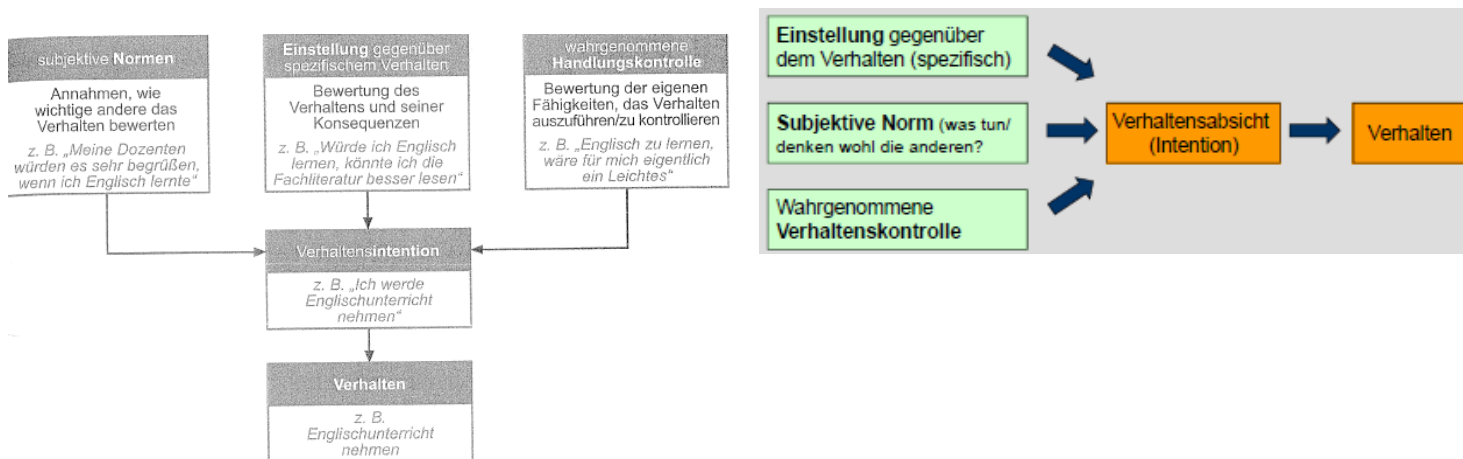 subjektive Normen
Annahmen, wie
wichtige andere das
Verhalten bewerten
z. B. „Meine Dozenten
würden es sehr begrüßen,
wenn ich Englisch lernte“
Einstellung gegenüber
spezifischem Verhalten
Bewertung des
Verhaltens und seiner
Konsequenzen
z. B. „Würde ich Englisch
lernen, könnte ich die
Fachliteratur besser lesen“
wahrgenommene
Handlungskontrolle
Bewertung der eigenen
Fähigkeiten, das Verhalten
auszuführen/zu kontrollieren
z. B. „Englisch zu lernen,
wäre für mich eigentlich
ein Leichtes“
Verhaltensintention
z. B. „Ich werde
Englischunterricht
nehmen“
Verhalten
z. B.
Englischunterricht
nehmen
Einstellung gegenüber
dem Verhalten (spezifisch)
Subjektive Norm (was tun/
denken wohl die anderen?
Wahrgenommene
Verhaltenskontrolle
Verhaltensabsicht
(Intention)
Verhalten